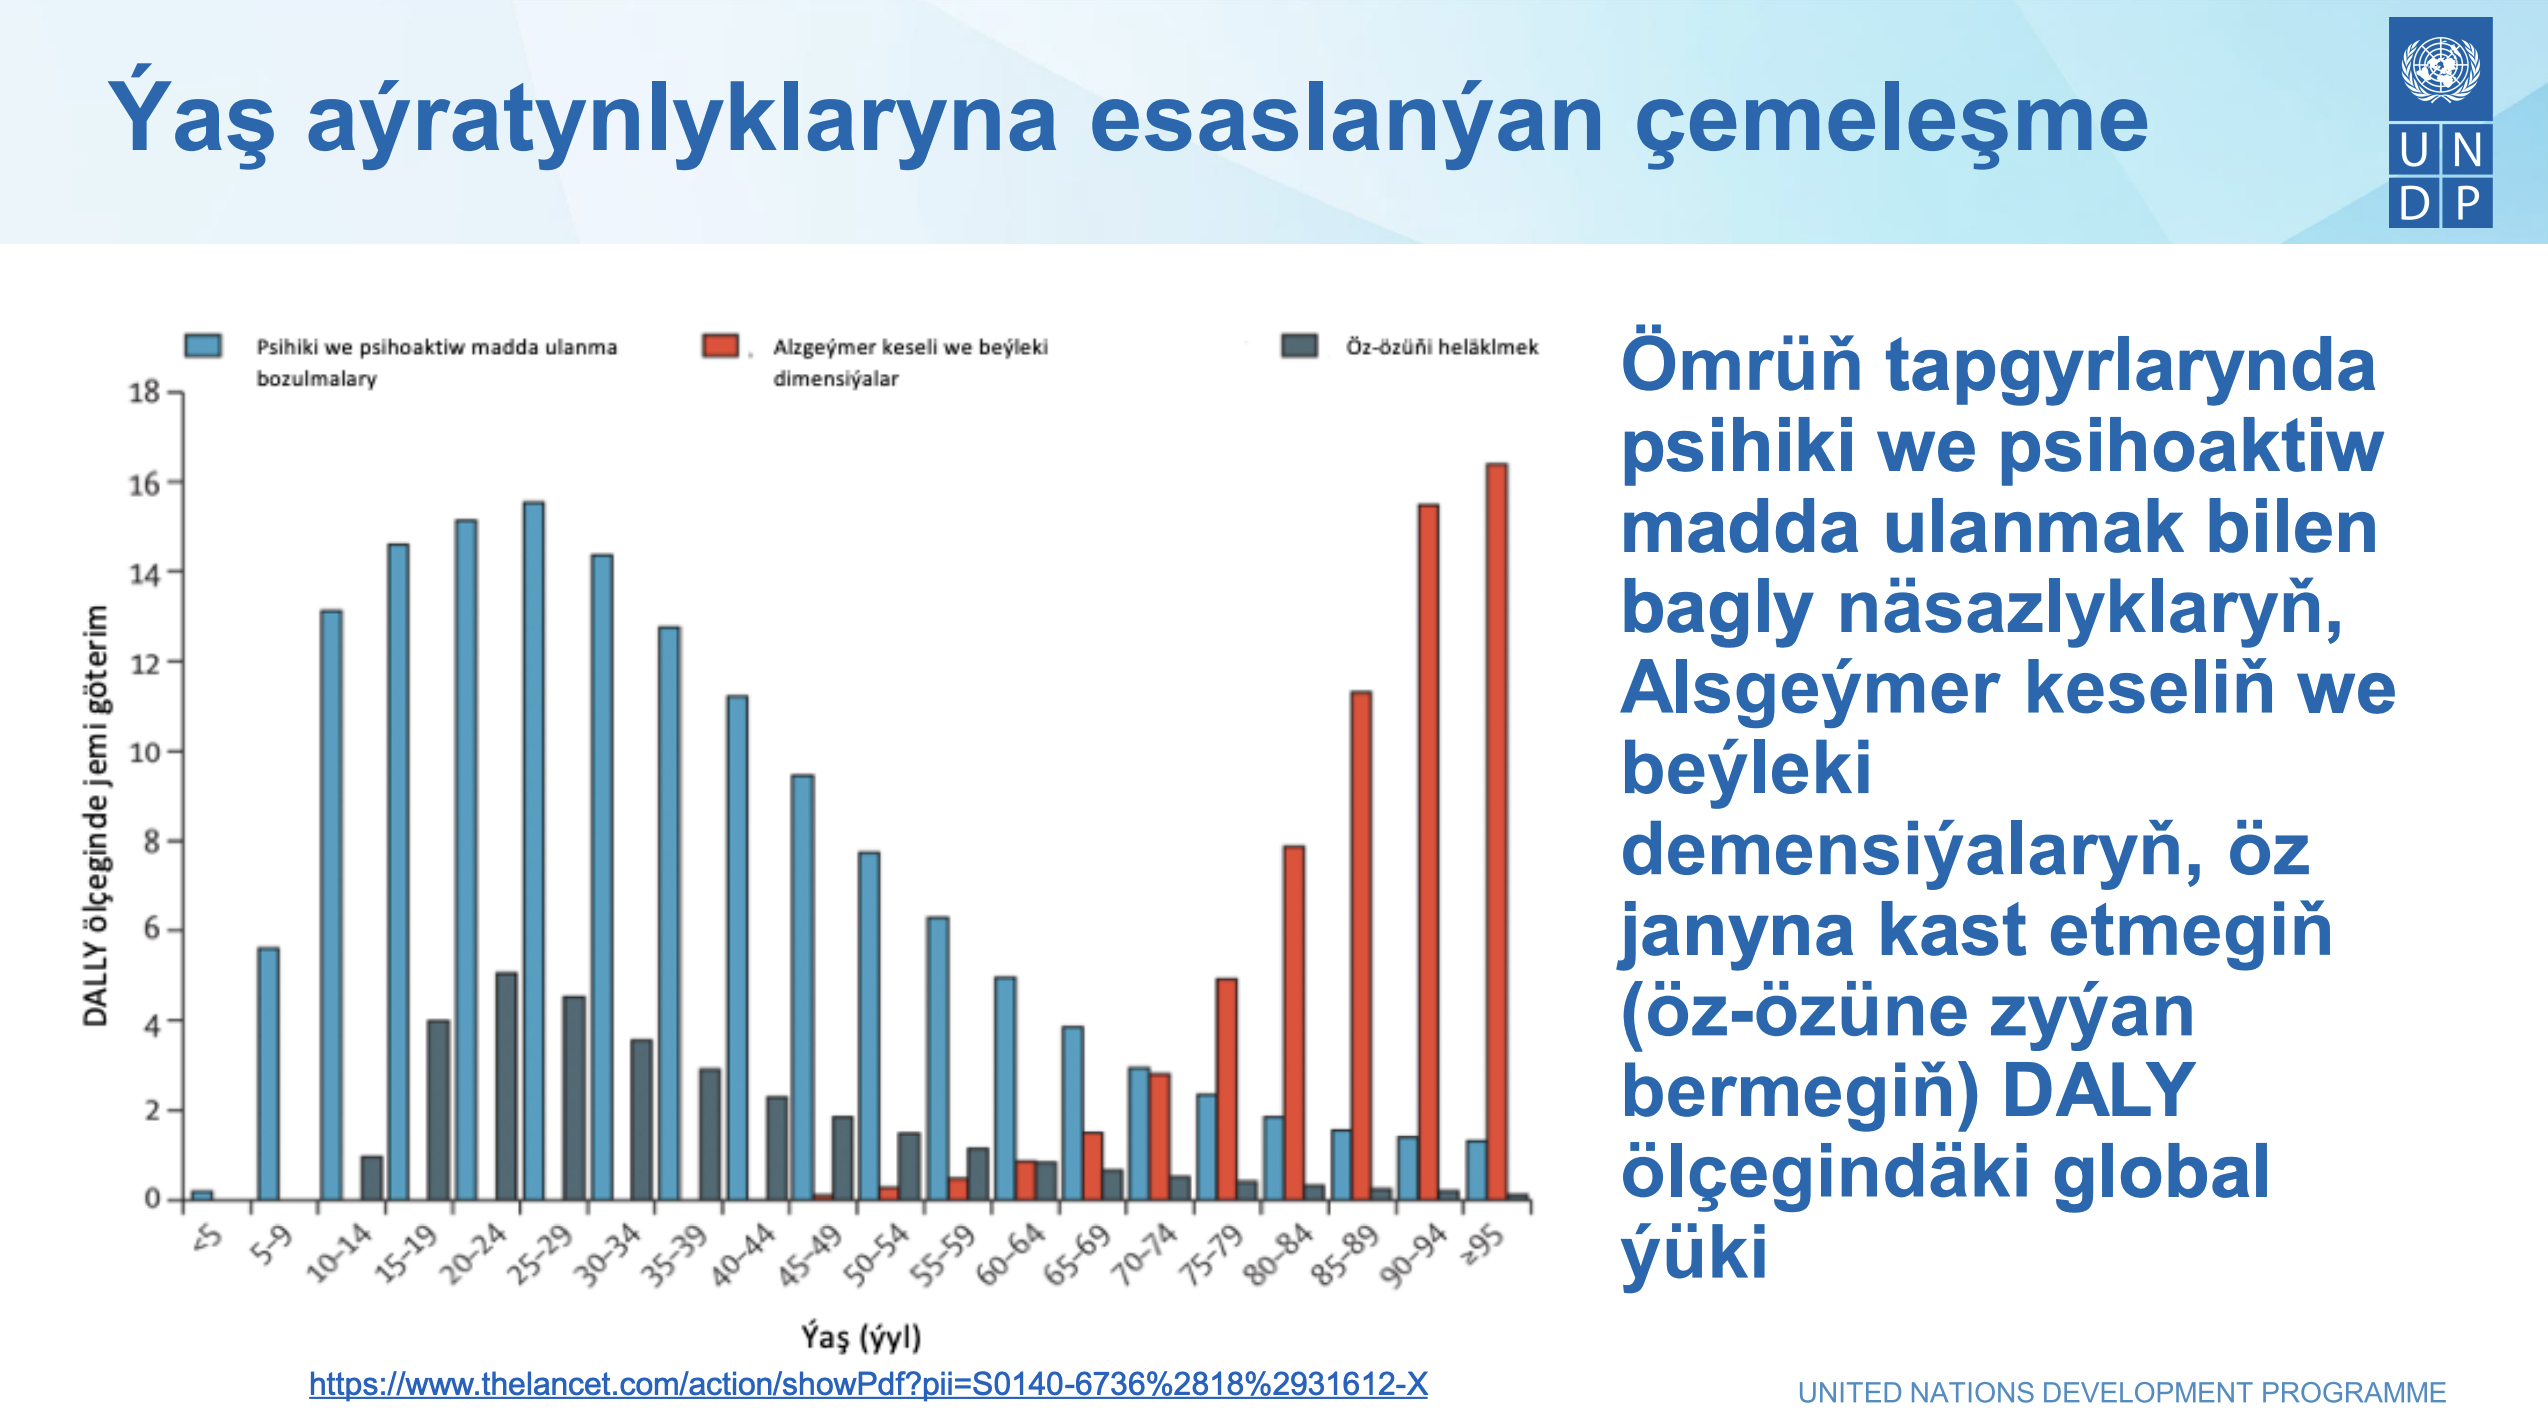 Ýaş aýratynlyklaryna esaslanýan çemeleşme
U N
D P
Psihiki we psihoaktiw madda ulanma
bozulmalary
Alzgeýmer keseli we beýleki
dimensiýalar
Öz-özüňi heläklmek
18
16
14
12
10
8
6
4
2
0
DALLY ölçeginde jemi göterim
<5
5-9
10-14
15-19
20-24
25-29
30-34
35-39
40-44
45-49
50-54
55-59
60-64
65-69
70-74
75-79
80-84
85-89
90-94
≥95
Ýaş (ýyl)
https://www.thelancet.com/action/showPdf?pii=S0140-6736%2818%2931612-X
Ömrüň tapgyrlarynda
psihiki we psihoaktiw
madda ulanmak bilen
bagly näsazlyklaryň,
Alsgeýmer keseliň we
beýleki
demensiýalaryň, öz
janyna kast etmegiň
(öz-özüne zyýan
bermegiň) DALY
ölçegindäki global
ýüki
UNITED NATIONS DEVELOPMENT PROGRAMME